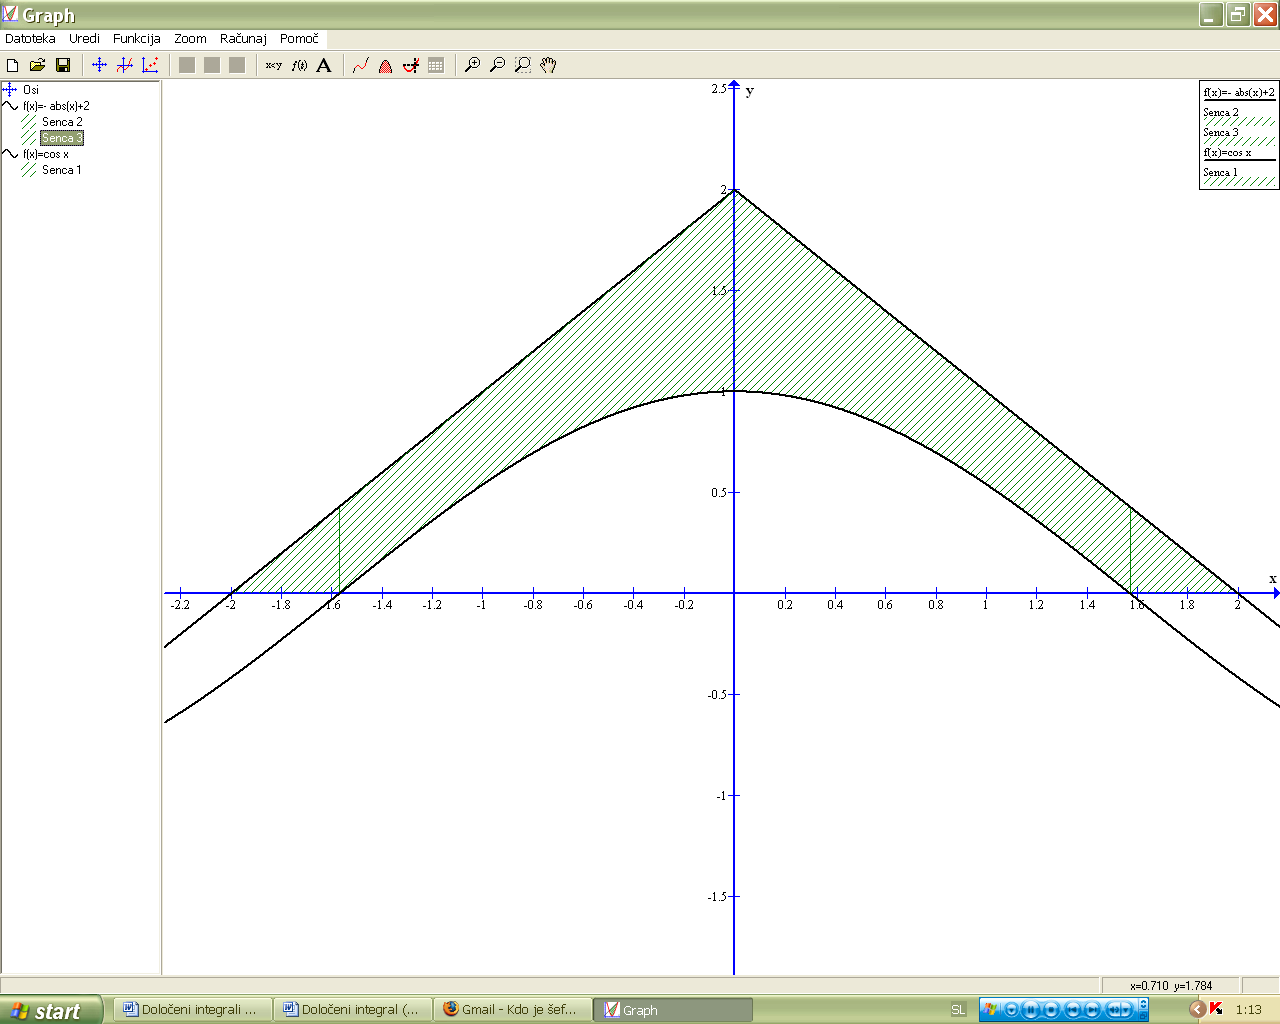 Graph
Datoteka Uredi Funkcija Zoom Računaj Pomoč
x<y f(x) A
Osi
f(x)=- abs(x)+2
Senca 2
Senca 3
f(x)=cos x
Senca 1
f(x)=- abs(x)+2
Senca 2
Senca 3
f(x)=cos x
Senca 1
y
2.5
2
1.5
1
0.5
x
-2.2 -2 -1.8 -1.6 -1.4 -1.2 -1 -0.8 -0.6 -0.4 -0.2 0.2 0.4 0.6 0.8 1 1.2 1.4 1.6 1.8 2
-0.5
-1
-1.5
x=0.710 y=1.784
start Določeni integrali ... Določeni integral (... Gmail - Kdo je šef... Graph SL 1:13